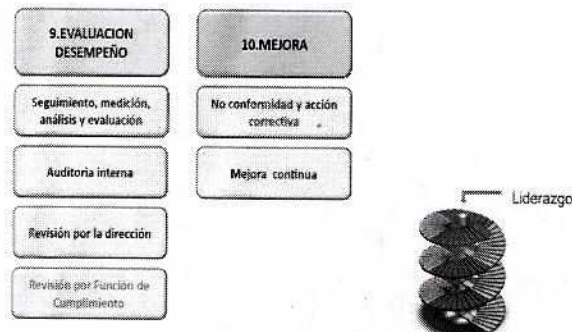 9.EVALUACION
DESEMPEÑO
Seguimiento, medición,
análisis y evaluación
Auditoria interna
Revisión por la dirección
Revisión por Función de
Cumplimiento
10.MEJORA
No conformidad y acción
correctiva
Mejora continua
Liderazgo